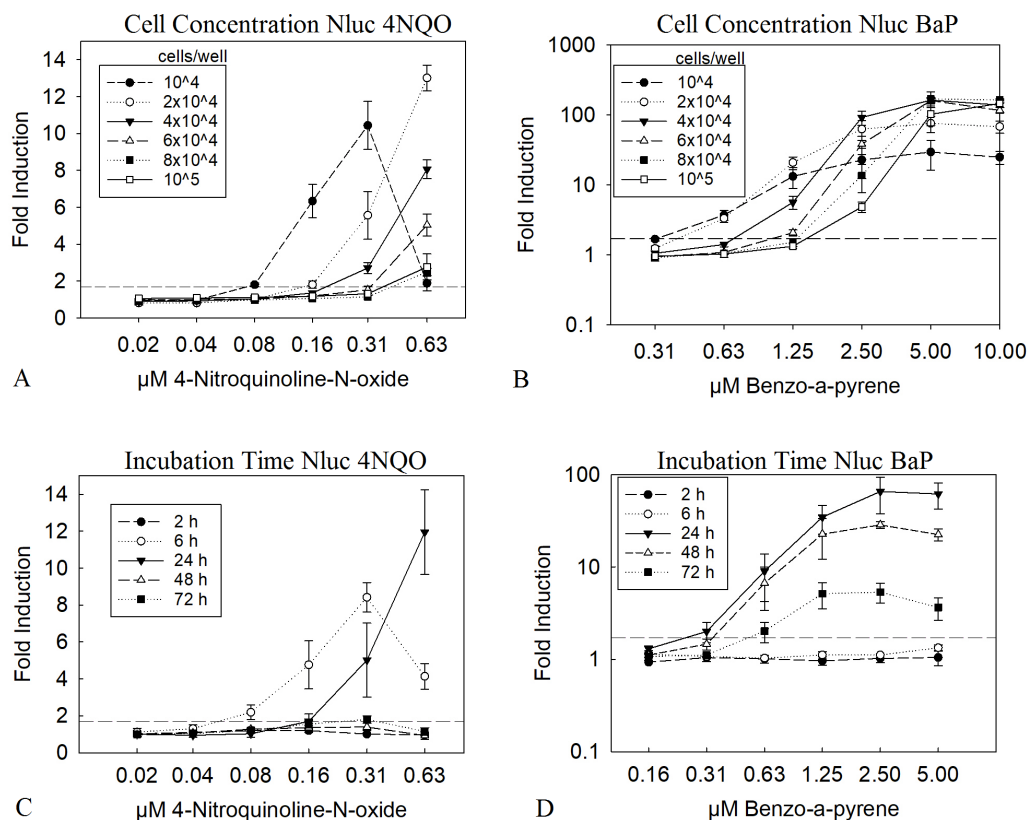 Cell Concentration Nluc 4NQO
14
12
10
8
6
4
2
0
Fold Induction
cells/well
10^4
2x10^4
4x10^4
6x10^4
8x10^4
10^5
0.02 0.04 0.08 0.16 0.31 0.63
µM 4-Nitroquinoline-N-oxide
A
Cell Concentration Nluc BaP
1000
100
10
1
0.1
Fold Induction
cells/well
10^4
2x10^4
4x10^4
6x10^4
8x10^4
10^5
0.31 0.63 1.25 2.50 5.00 10.00
µM Benzo-a-pyrene
B
Incubation Time Nluc 4NQO
14
12
10
8
6
4
2
0
Fold Induction
2 h
6 h
24 h
48 h
72 h
0.02 0.04 0.08 0.16 0.31 0.63
µM 4-Nitroquinoline-N-oxide
C
Incubation Time Nluc BaP
100
10
1
0.1
Fold Induction
2 h
6 h
24 h
48 h
72 h
0.16 0.31 0.63 1.25 2.50 5.00
µM Benzo-a-pyrene
D